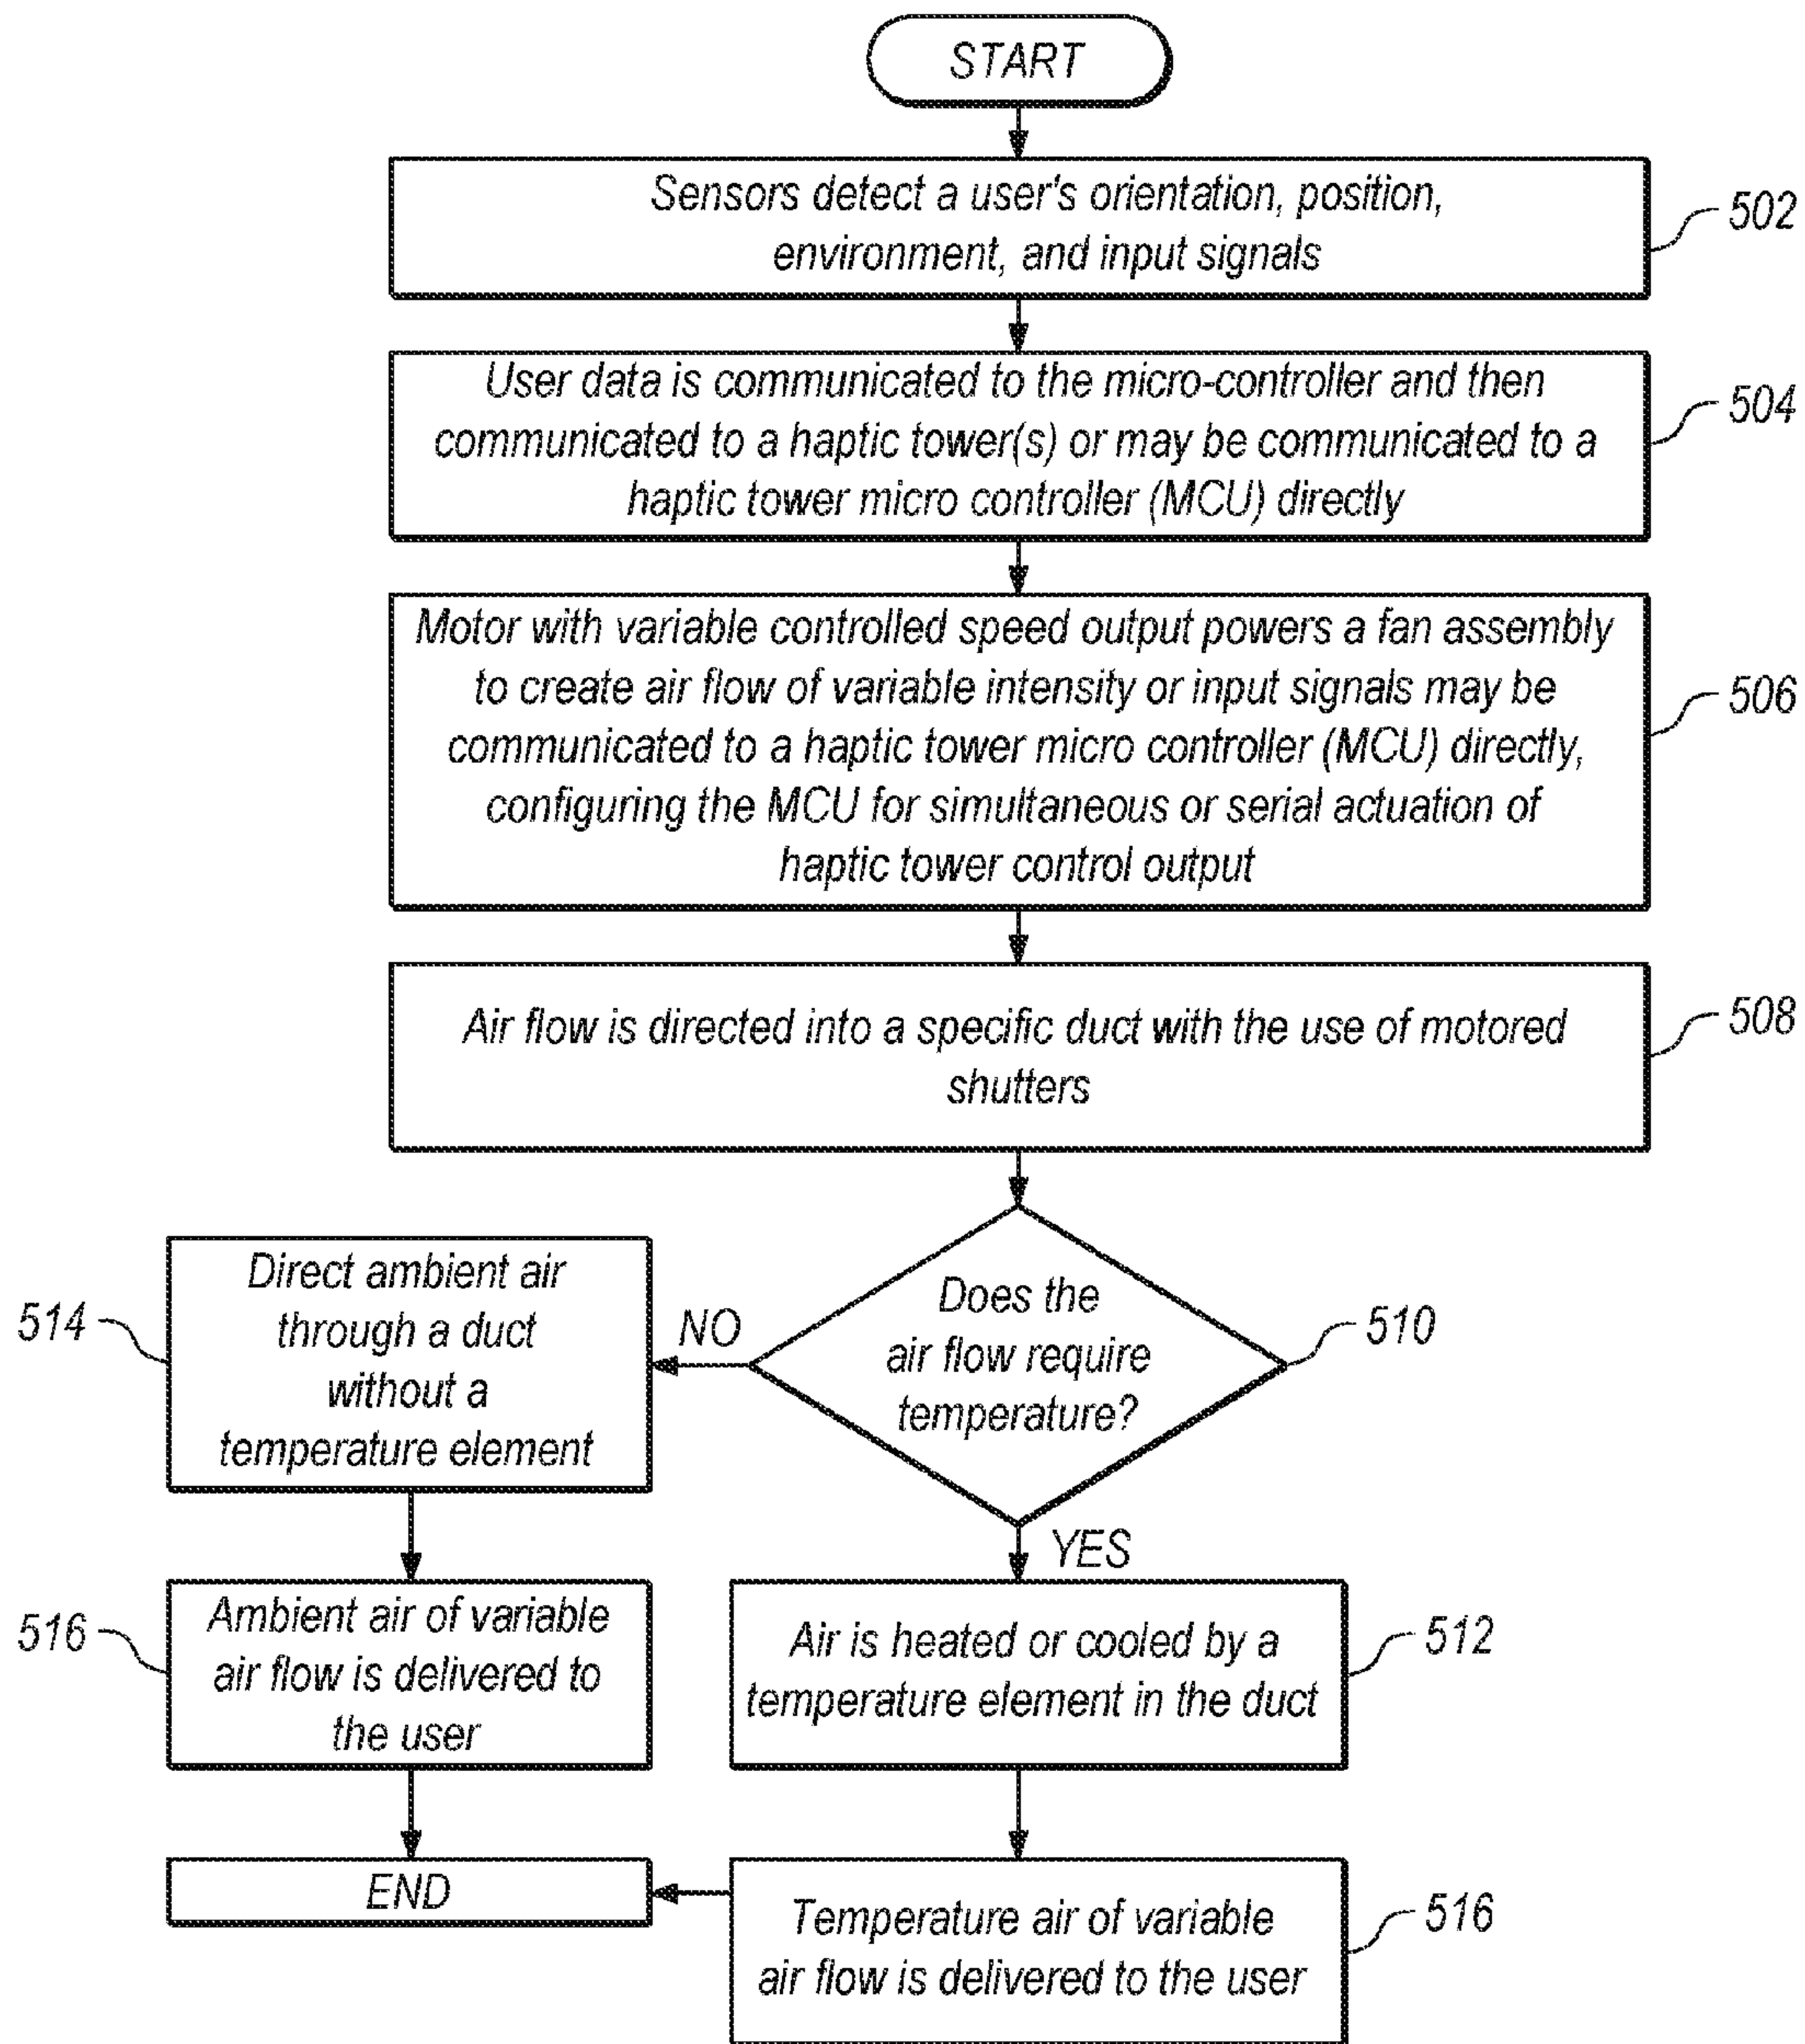 START
Sensors detect a user's orientation, position,
environment, and input signals
502
User data is communicated to the micro-controller and then
communicated to a haptic tower(s) or may be communicated to a
haptic tower micro controller (MCU) directly
504
Motor with variable controlled speed output powers a fan assembly
to create air flow of variable intensity or input signals may be
communicated to a haptic tower micro controller (MCU) directly,
configuring the MCU for simultaneous or serial actuation of
haptic tower control output
506
Air flow is directed into a specific duct with the use of motored
shutters
508
Does the
air flow require
temperature?
510
NO
YES
514
Direct ambient air
through a duct
without a
temperature element
516
Ambient air of variable
air flow is delivered to
the user
Air is heated or cooled by a
temperature element in the duct
512
END
Temperature air of variable
air flow is delivered to the user
516